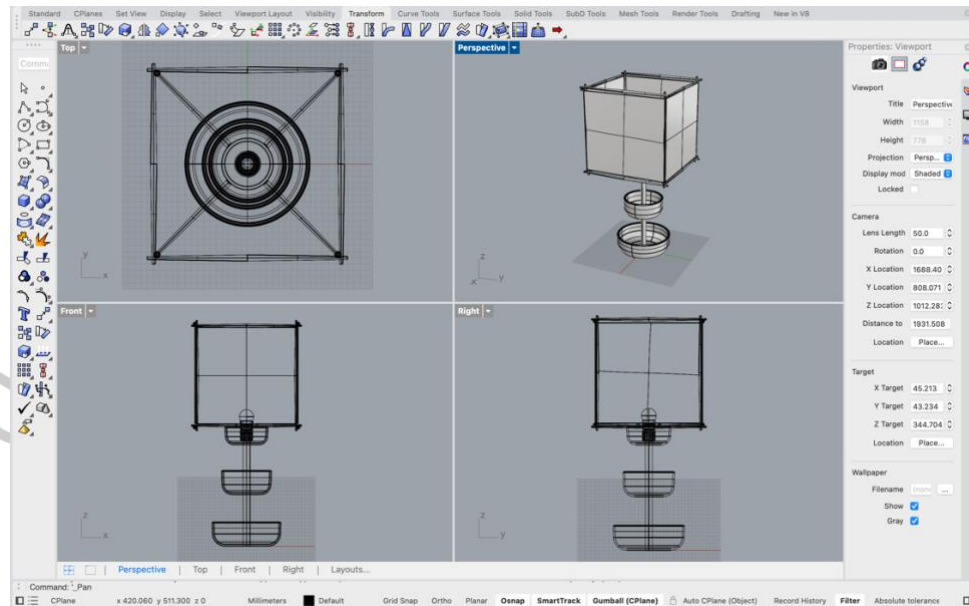 Standard CPlanes Set View Display Select Viewport Layout Visibility Transform Curve Tools Surface Tools Solid Tools SubD Tools Mesh Tools Render Tools Drafting New in V8
Top
Perspective
Properties: Viewport
Comm
Viewport
Title Perspective
Width 1158
Height 778
Projection Persp...
Display mod Shaded
Locked
Camera
Lens Length 50.0
Rotation 0.0
X Location 1688.40
Y Location 808.071
Z Location 1012.28
Distance to 1931.508
Location Place...
y
x
z
y
Front
Right
Target
X Target 45.213
Y Target 43.234
Z Target 344.704
Location Place...
Wallpaper
Filename ...
Show
Gray
z
x
z
y
Perspective | Top | Front | Right | Layouts...
Command: '_Pan
CPlane x 420.060 y 511.300 z 0 Millimeters Default Grid Snap Ortho Planar Osnap SmartTrack Gumball (CPlane) Auto CPlane (Object) Record History Filter Absolute tolerance